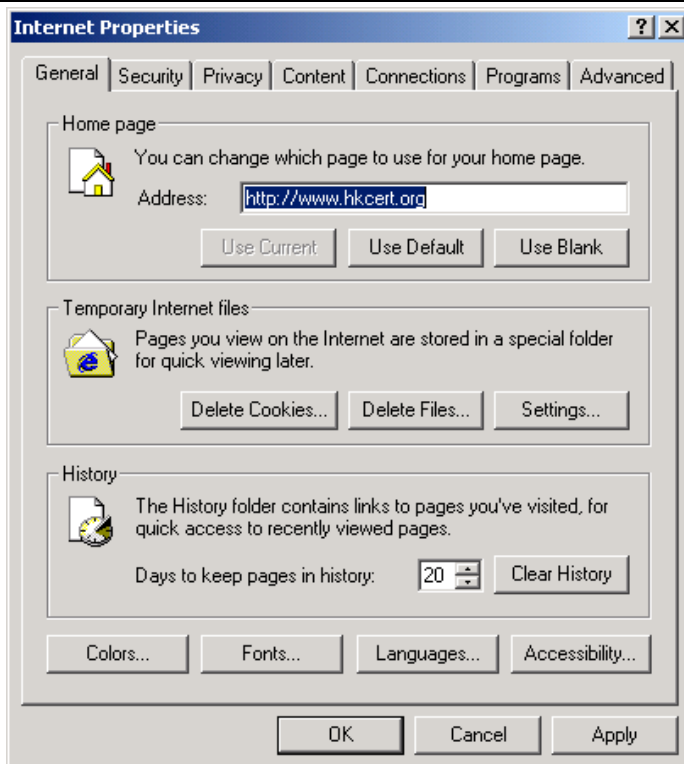 Internet Properties
General Security Privacy Content Connections Programs Advanced
Home page
You can change which page to use for your home page.
Address: http://www.hkcert.org
Use Current Use Default Use Blank
Temporary Internet files
Pages you view on the Internet are stored in a special folder
for quick viewing later.
Delete Cookies... Delete Files... Settings...
History
The History folder contains links to pages you've visited, for
quick access to recently viewed pages.
Days to keep pages in history: 20 Clear History
Colors... Fonts... Languages... Accessibility...
OK Cancel Apply